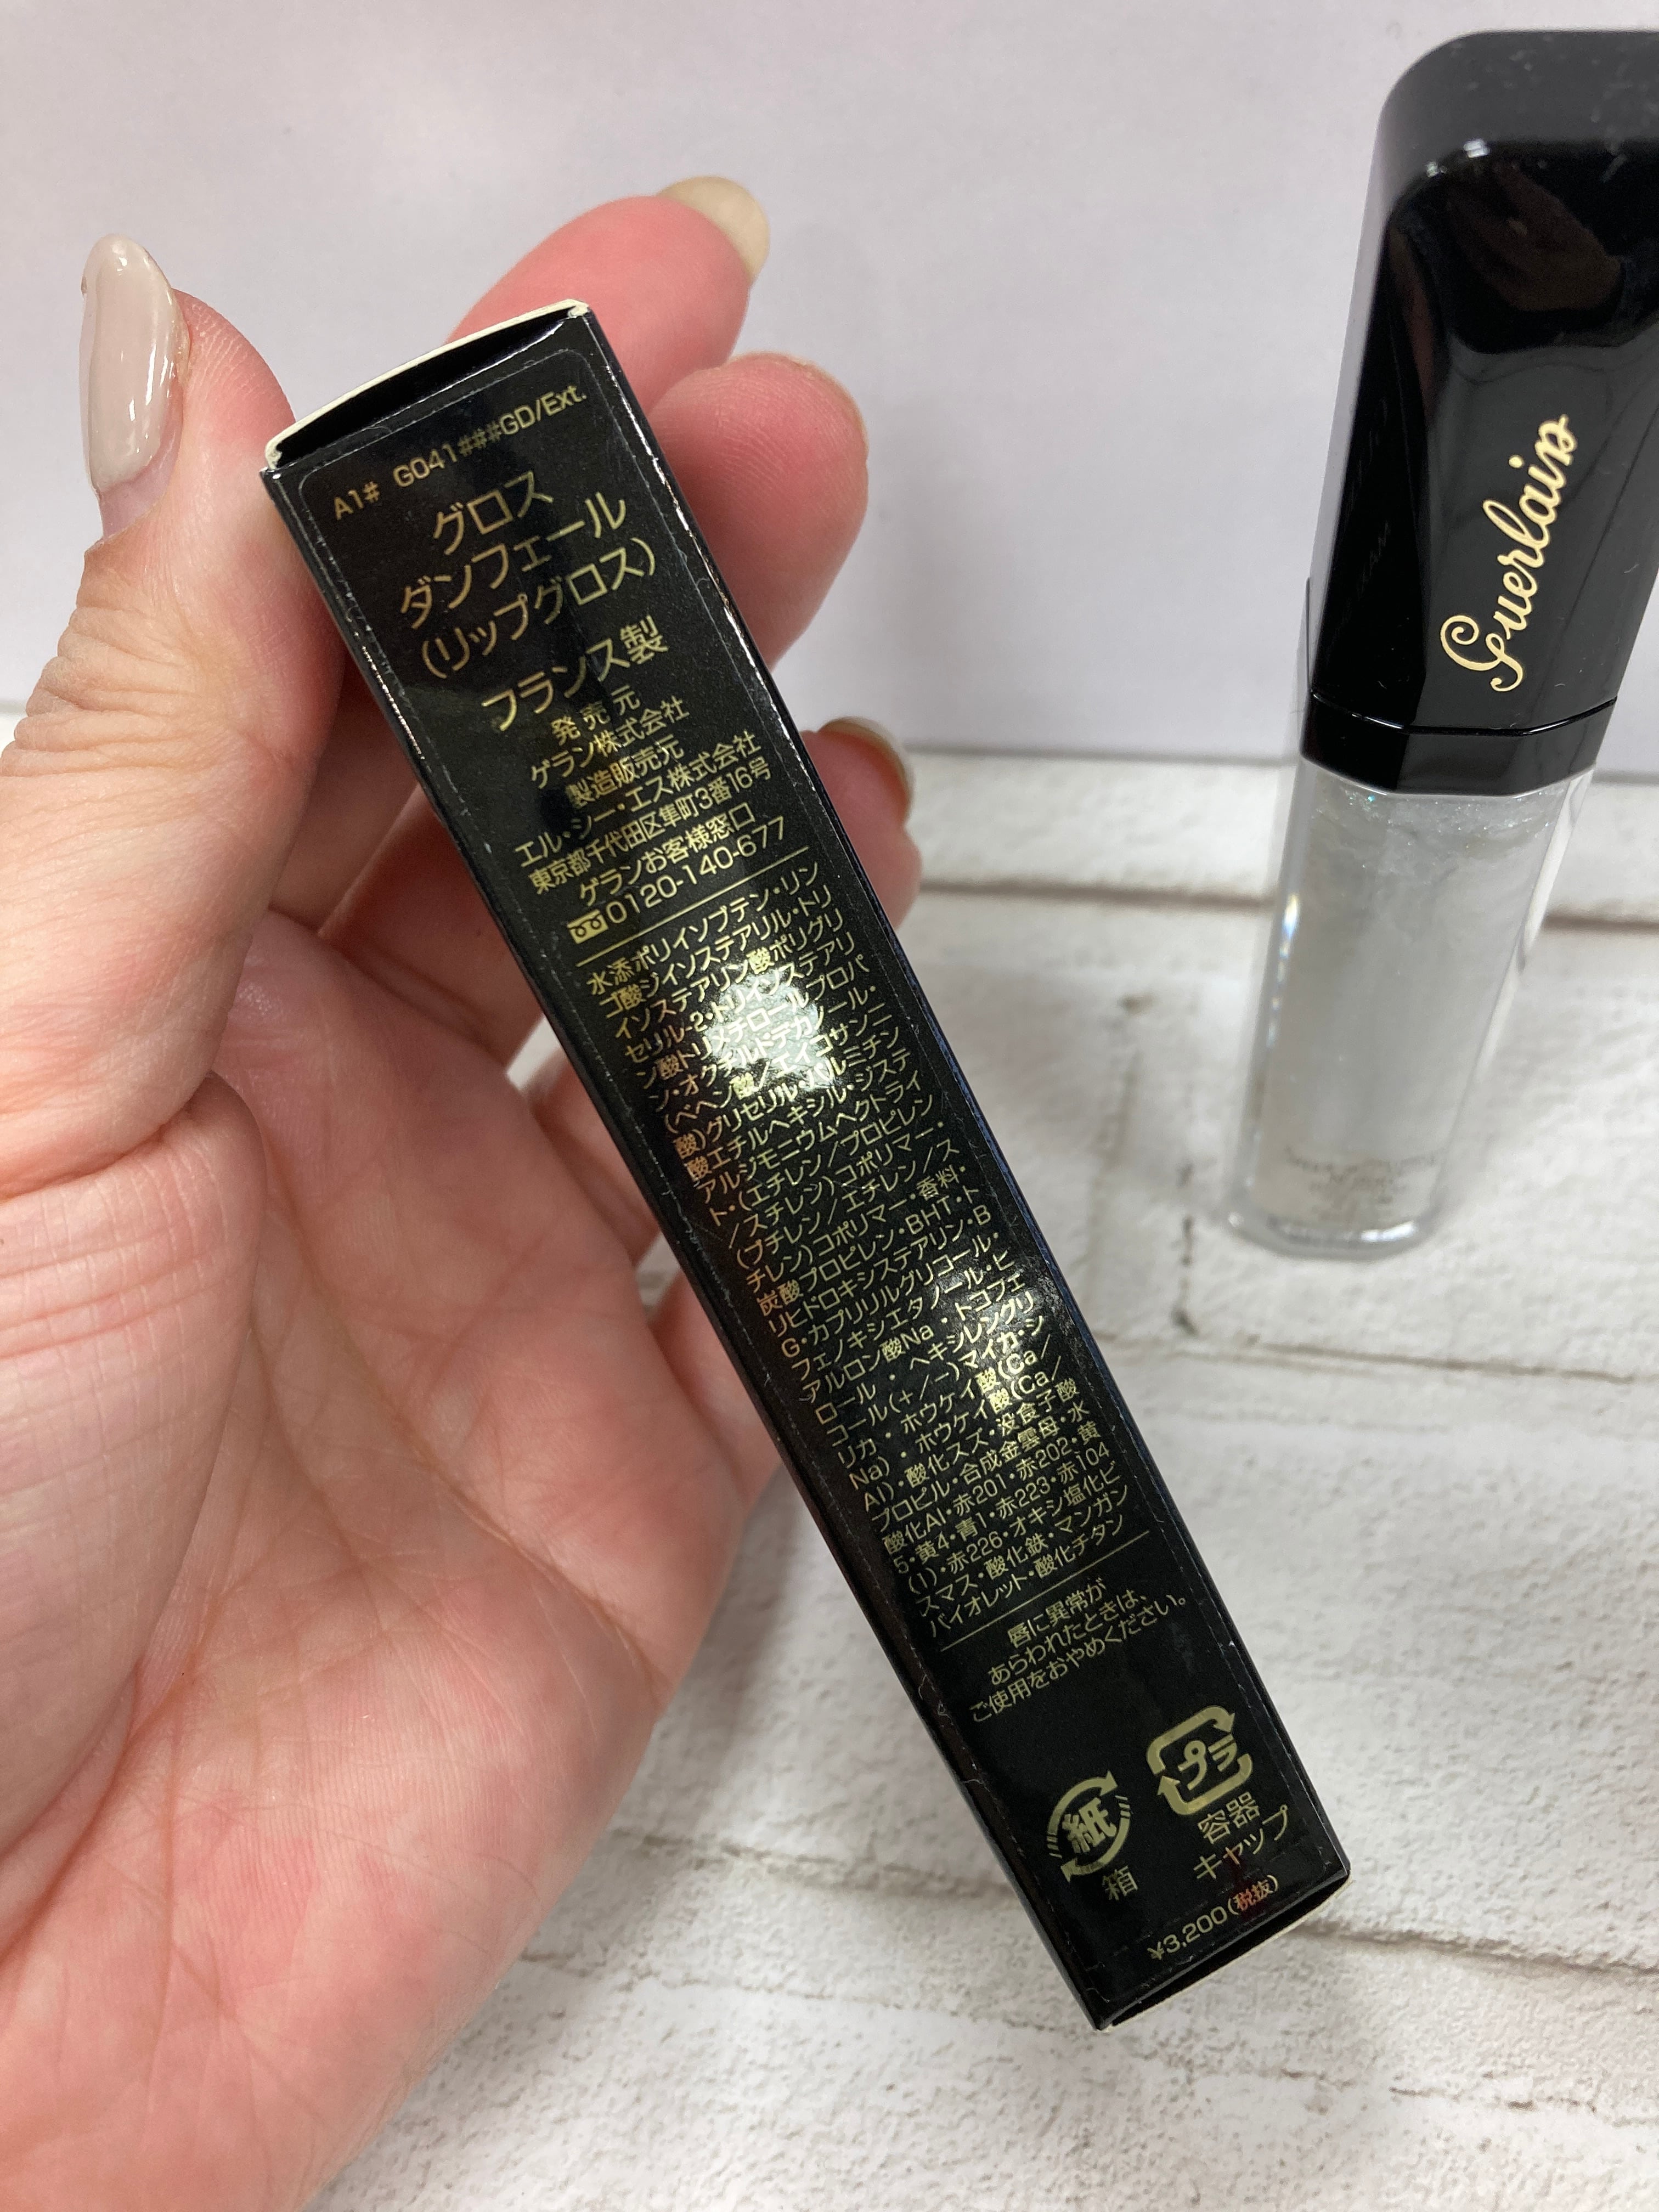 A1# G041###GD/Ext.
グロス
ダンフェール
(リップグロス)
フランス製
発売元
ゲラン株式会社
製造販売元
エル・シー・エス株式会社
東京都千代田区隼町3番16号
ゲランお客様窓口
0120-140-677
水添ポリイソブテン・リン
ゴ酸ジイソステアリル・トリ
イソステアリン酸ポリグリ
セリル-2・トリイソステアリ
ン酸トリメチロールプロパ
ン・オクチルドデカノール・
(ベヘン酸/エイコサン二
酸)グリセリル・パルミチン
酸エチルヘキシル・ジステ
アルジモニウムヘクトライ
ト・(エチレン/プロピレン
/スチレン)コポリマー・
(ブチレン/エチレン/ス
チレン)コポリマー・香料・
炭酸プロピレン・BHT・ト
リヒドロキシステアリン・B
G・カプリリルグリコール・
フェノキシエタノール・ヒ
アルロン酸Na・トコフェ
ロール・ヘキシレングリ
コール(+/-)マイカ・シ
リカ・ホウケイ酸(Ca/
Na)・ホウケイ酸(Ca/
Al)・酸化スズ・没食子酸
プロピル・合成金雲母・水
酸化Al・赤201・赤202・黄
5・黄4・青1・赤223・赤104
(1)・赤226・オキシ塩化ビ
スマス・酸化鉄・マンガン
バイオレット・酸化チタン
唇に異常が
あらわれたときは、
ご使用をおやめください。
紙
箱
プラ
容器
キャップ
¥3,200(税抜)
Guerlain